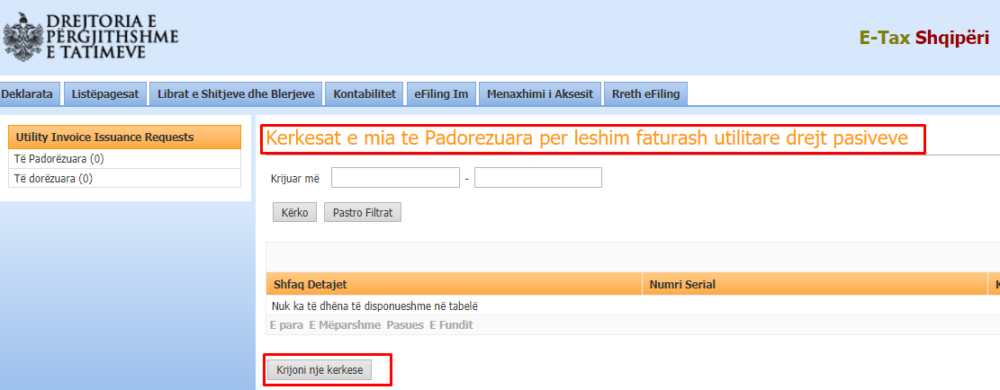 DREJTORIA E
PËRGJITHSHME
E TATIMEVE
E-Tax Shqipëri
Deklarata Listëpagesat Librat e Shitjeve dhe Blerjeve Kontabilitet eFiling Im Menaxhimi i Aksesit Rreth eFiling
Utility Invoice Issuance Requests
Të Padorëzuara (0)
Të dorëzuara (0)
Kerkesat e mia te Padorezuara per leshim faturash utilitare drejt pasiveve
Krijuar më -
Kërko Pastro Filtrat
Shfaq Detajet Numri Serial K
Nuk ka të dhëna të disponueshme në tabelë
E para E Mëparshme Pasues E Fundit
Krijoni nje kerkese